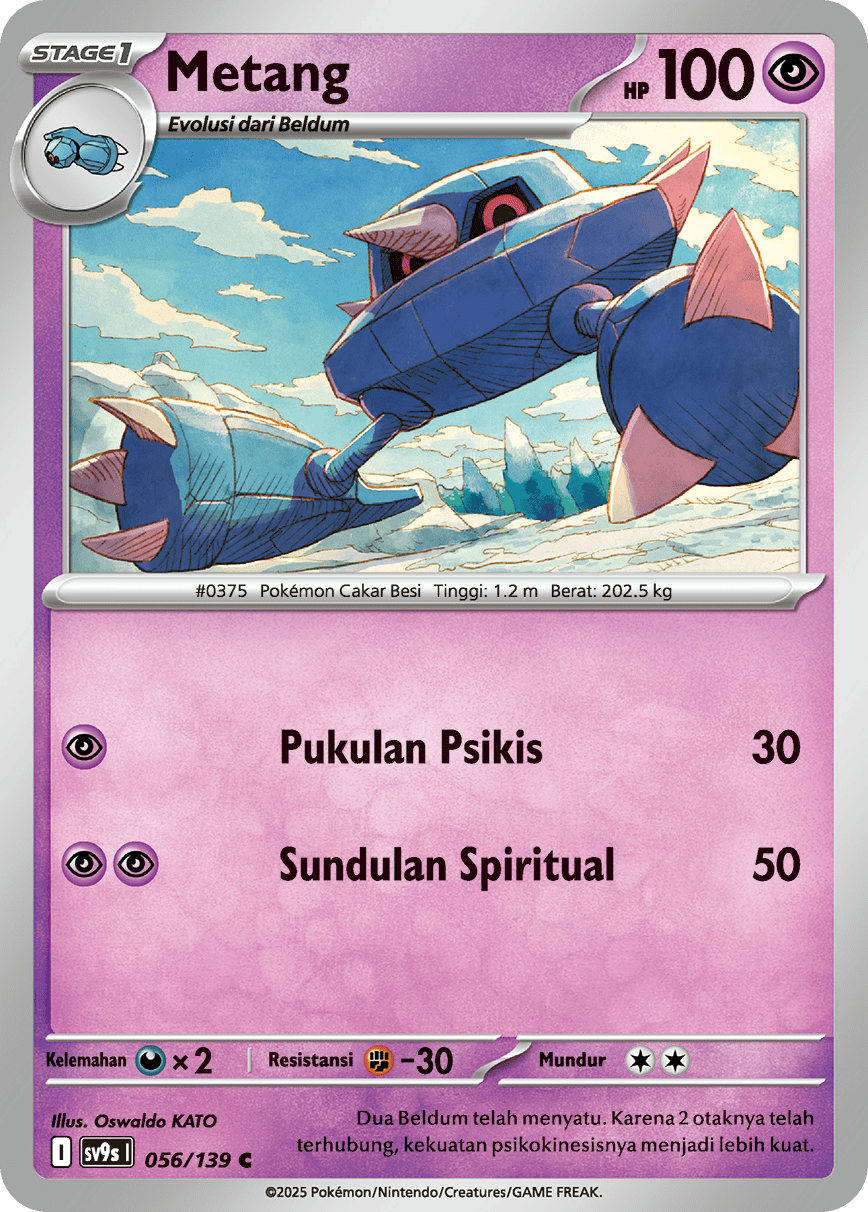 STAGE1 Metang HP 100
Evolusi dari Beldum
#0375 Pokémon Cakar Besi Tinggi: 1.2 m Berat: 202.5 kg
Pukulan Psikis 30
Sundulan Spiritual 50
Kelemahan ×2 Resistansi -30 Mundur
Illus. Oswaldo KATO
Dua Beldum telah menyatu. Karena 2 otaknya telah
terhubung, kekuatan psikokinesisnya menjadi lebih kuat.
I sv9s I 056/139 C
©2025 Pokémon/Nintendo/Creatures/GAME FREAK.